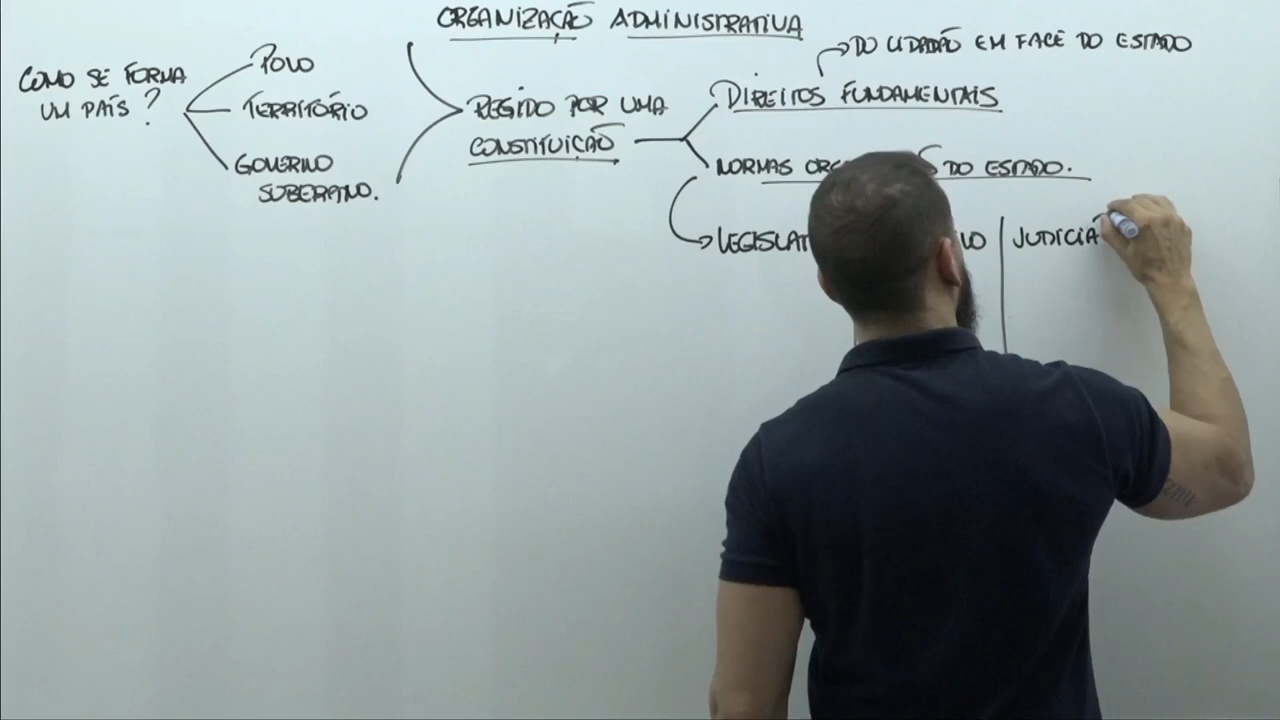 ORGANIZAÇÃO ADMINISTRATIVA
COMO SE FORMA
UM PAÍS ?
POVO
TERRITÓRIO
GOVERNO
SOBERANO.
REGIDO POR UMA
CONSTITUIÇÃO
DO CIDADÃO EM FACE DO ESTADO
DIREITOS FUNDAMENTAIS
NORMAS DO ESTADO.
JUDICIÁ